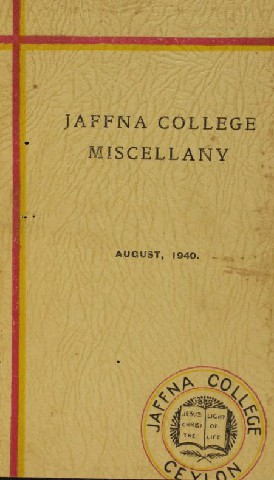 JAFFNA COLLEGE
MISCELLANY
AUGUST, 1940.
JAFFNA COLLEGE
JESUS LIGHT
CHRIST OF
THE LIFE
CEYLON